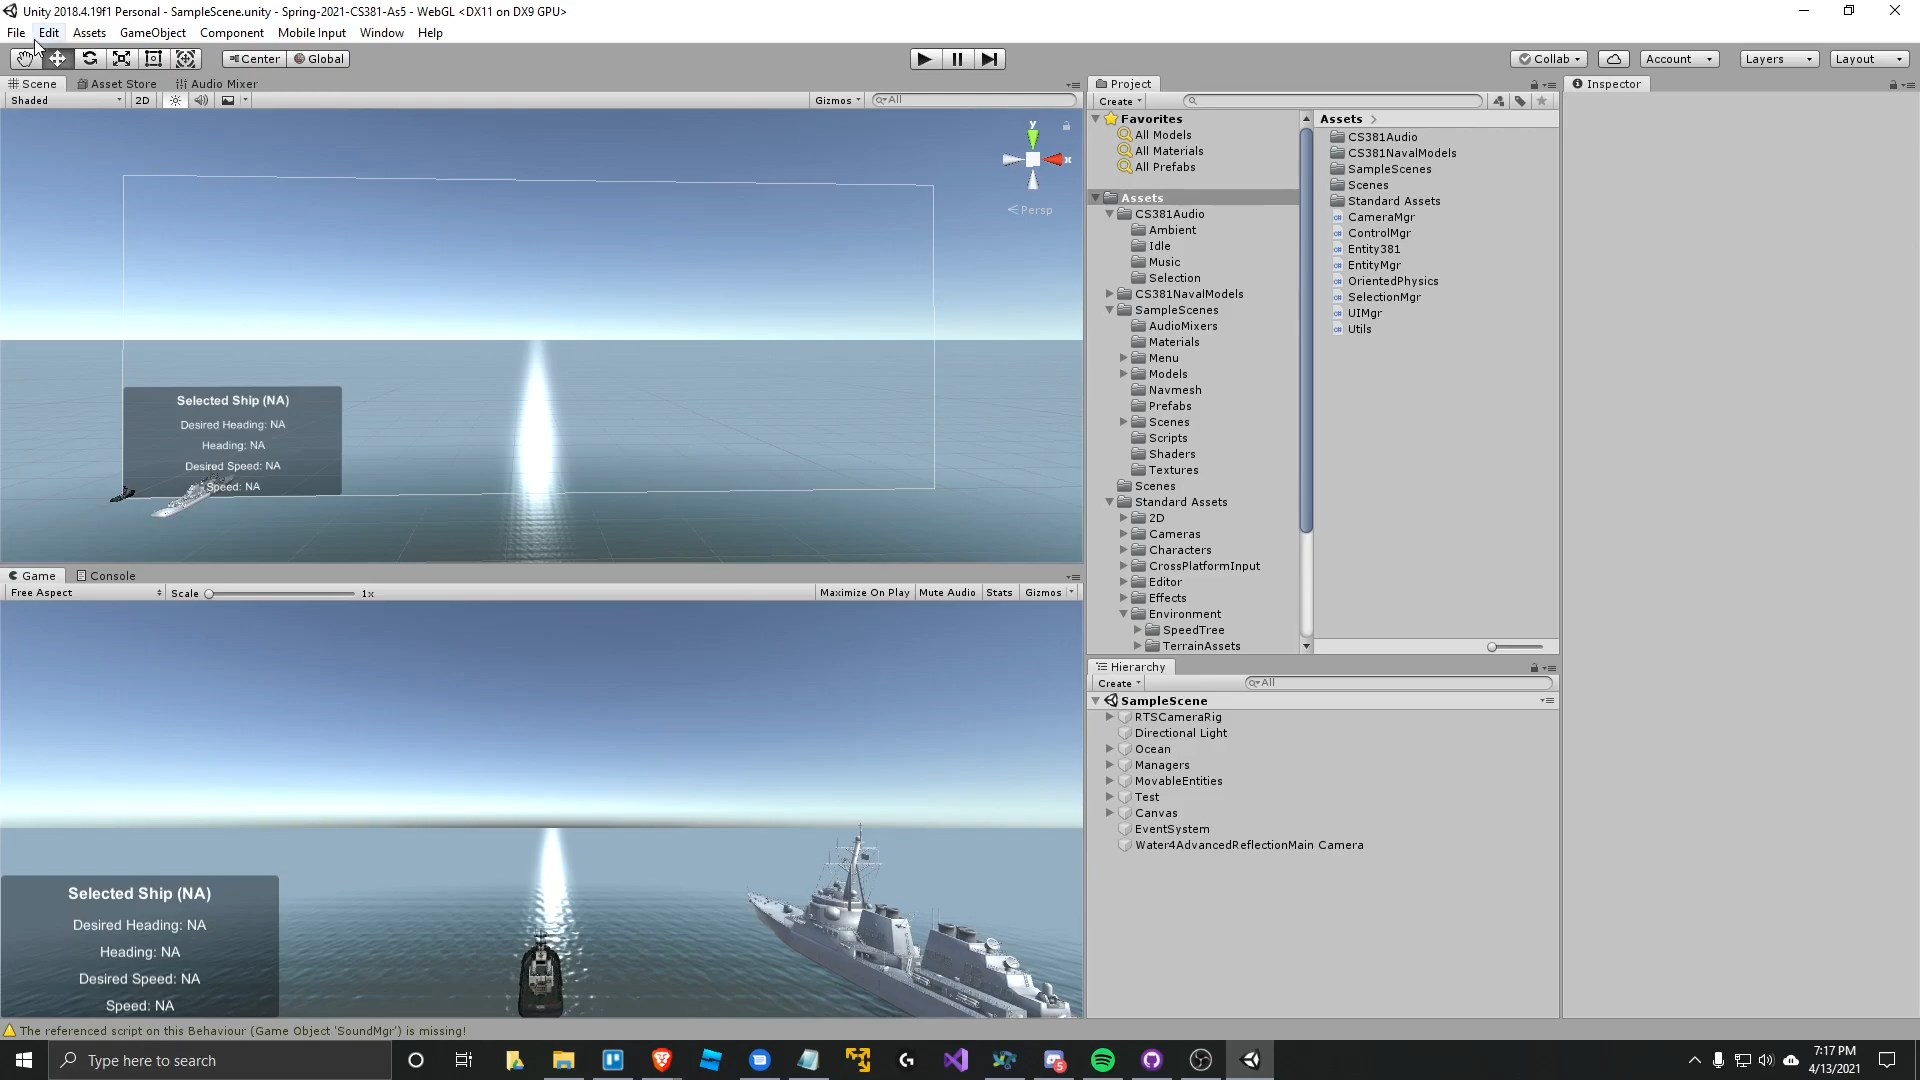 Unity 2018.4.19f1 Personal - SampleScene.unity - Spring-2021-CS381-As5 - WebGL <DX11 on DX9 GPU>
File Edit Assets GameObject Component Mobile Input Window Help
Center Global Collab Account Layers Layout
Scene Asset Store Audio Mixer
Shaded 2D Gizmos All
y
x
Persp
Selected Ship (NA)
Desired Heading: NA
Heading: NA
Desired Speed: NA
Speed: NA
Game Console
Free Aspect Scale 1x Maximize On Play Mute Audio Stats Gizmos
Selected Ship (NA)
Desired Heading: NA
Heading: NA
Desired Speed: NA
Speed: NA
Project
Create
Favorites
All Models
All Materials
All Prefabs
Assets
CS381Audio
Ambient
Idle
Music
Selection
CS381NavalModels
SampleScenes
AudioMixers
Materials
Menu
Models
Navmesh
Prefabs
Scenes
Scripts
Shaders
Textures
Scenes
Standard Assets
2D
Cameras
Characters
CrossPlatformInput
Editor
Effects
Environment
SpeedTree
TerrainAssets
Assets
CS381Audio
CS381NavalModels
SampleScenes
Scenes
Standard Assets
CameraMgr
ControlMgr
Entity381
EntityMgr
OrientedPhysics
SelectionMgr
UIMgr
Utils
Hierarchy
Create All
SampleScene
RTSCameraRig
Directional Light
Ocean
Managers
MovableEntities
Test
Canvas
EventSystem
Water4AdvancedReflectionMain Camera
Inspector
The referenced script on this Behaviour (Game Object 'SoundMgr') is missing!
Type here to search
5
7:17 PM
4/13/2021